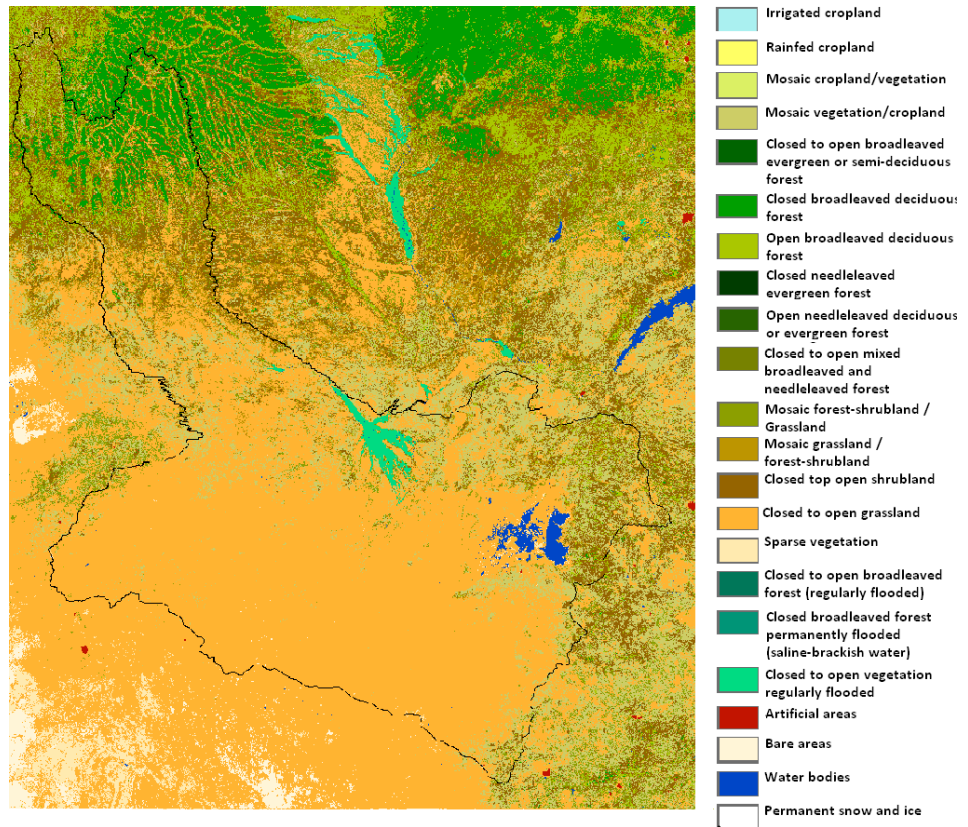 Irrigated cropland
Rainfed cropland
Mosaic cropland/vegetation
Mosaic vegetation/cropland
Closed to open broadleaved
evergreen or semi-deciduous
forest
Closed broadleaved deciduous
forest
Open broadleaved deciduous
forest
Closed needleleaved
evergreen forest
Open needleleaved deciduous
or evergreen forest
Closed to open mixed
broadleaved and
needleleaved forest
Mosaic forest-shrubland /
Grassland
Mosaic grassland /
forest-shrubland
Closed top open shrubland
Closed to open grassland
Sparse vegetation
Closed to open broadleaved
forest (regularly flooded)
Closed broadleaved forest
permanently flooded
(saline-brackish water)
Closed to open vegetation
regularly flooded
Artificial areas
Bare areas
Water bodies
Permanent snow and ice